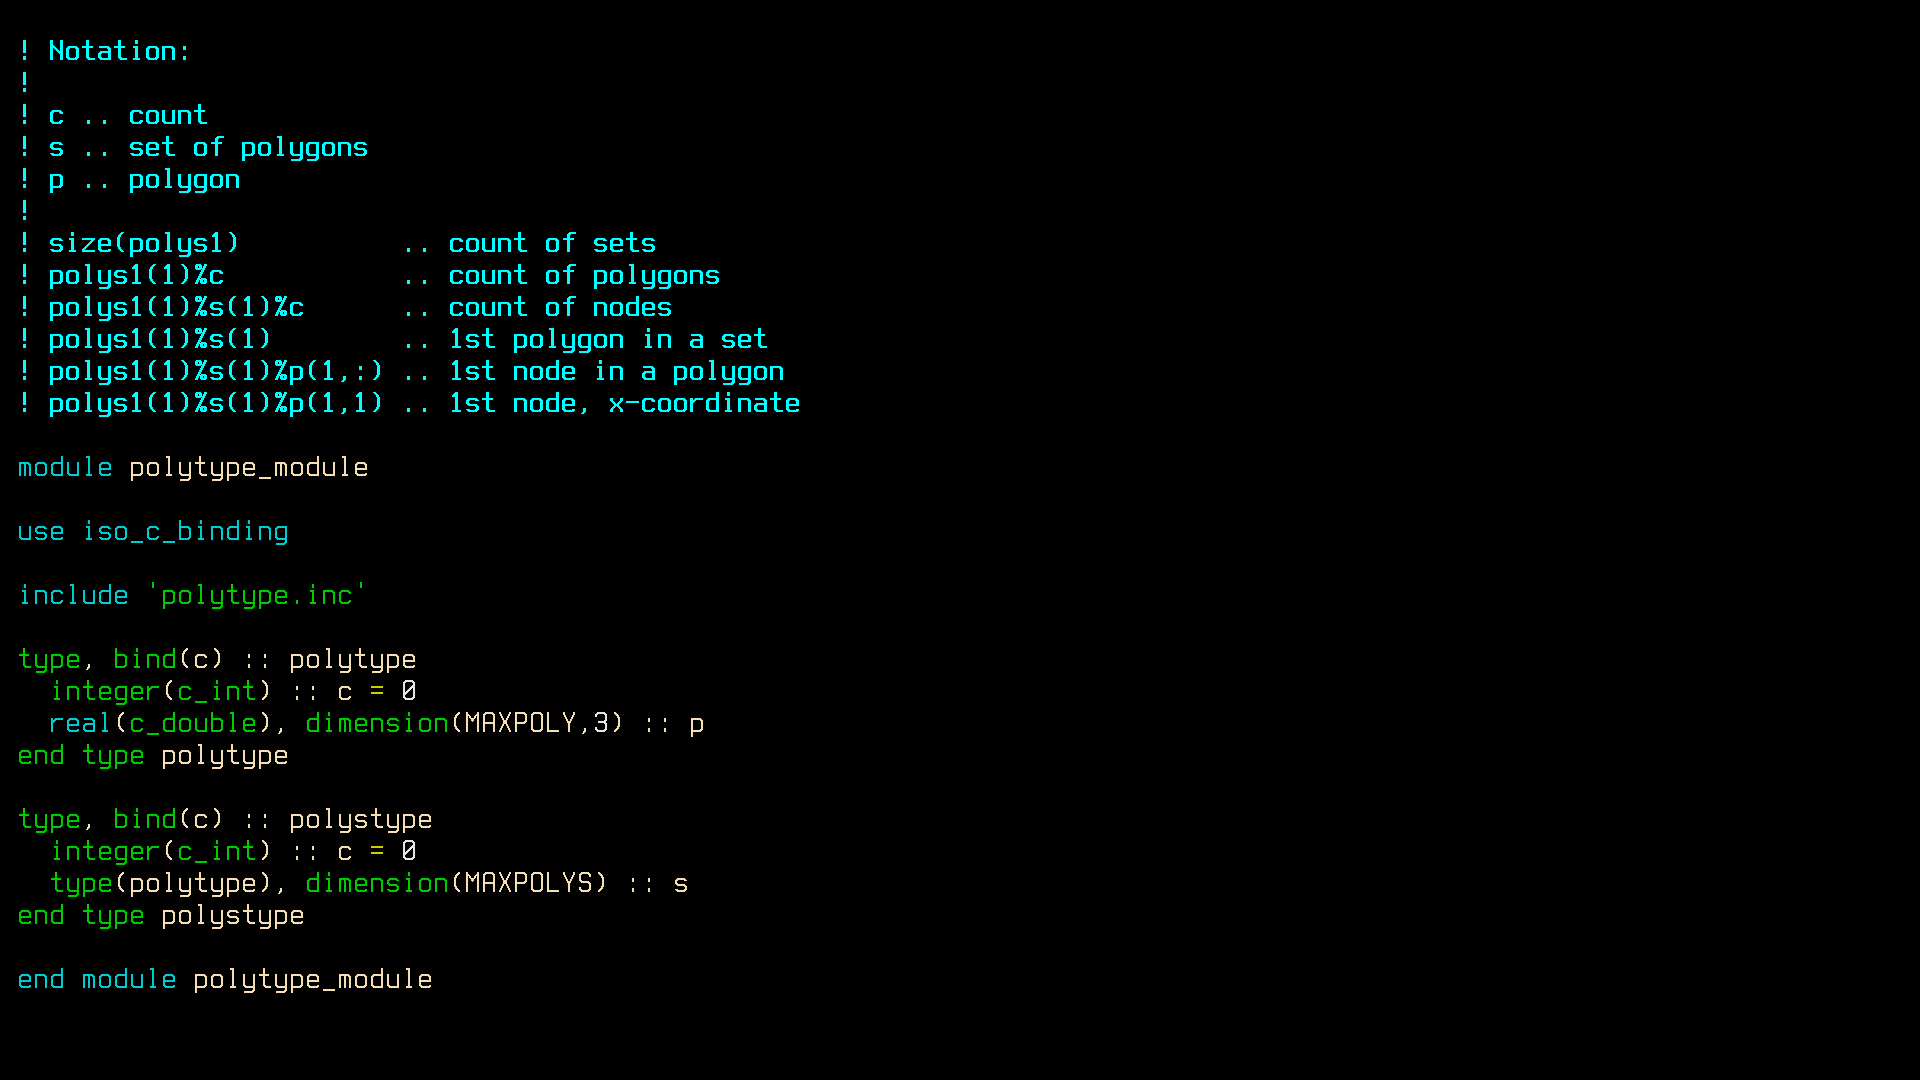 ! Notation:
!
! c .. count
! s .. set of polygons
! p .. polygon
!
! size(polys1)          .. count of sets
! polys1(1)%c           .. count of polygons
! polys1(1)%s(1)%c      .. count of nodes
! polys1(1)%s(1)        .. 1st polygon in a set
! polys1(1)%s(1)%p(1,:) .. 1st node in a polygon
! polys1(1)%s(1)%p(1,1) .. 1st node, x-coordinate

module polytype_module

use iso_c_binding

include 'polytype.inc'

type, bind(c) :: polytype
  integer(c_int) :: c = 0
  real(c_double), dimension(MAXPOLY,3) :: p
end type polytype

type, bind(c) :: polystype
  integer(c_int) :: c = 0
  type(polytype), dimension(MAXPOLYS) :: s
end type polystype

end module polytype_module